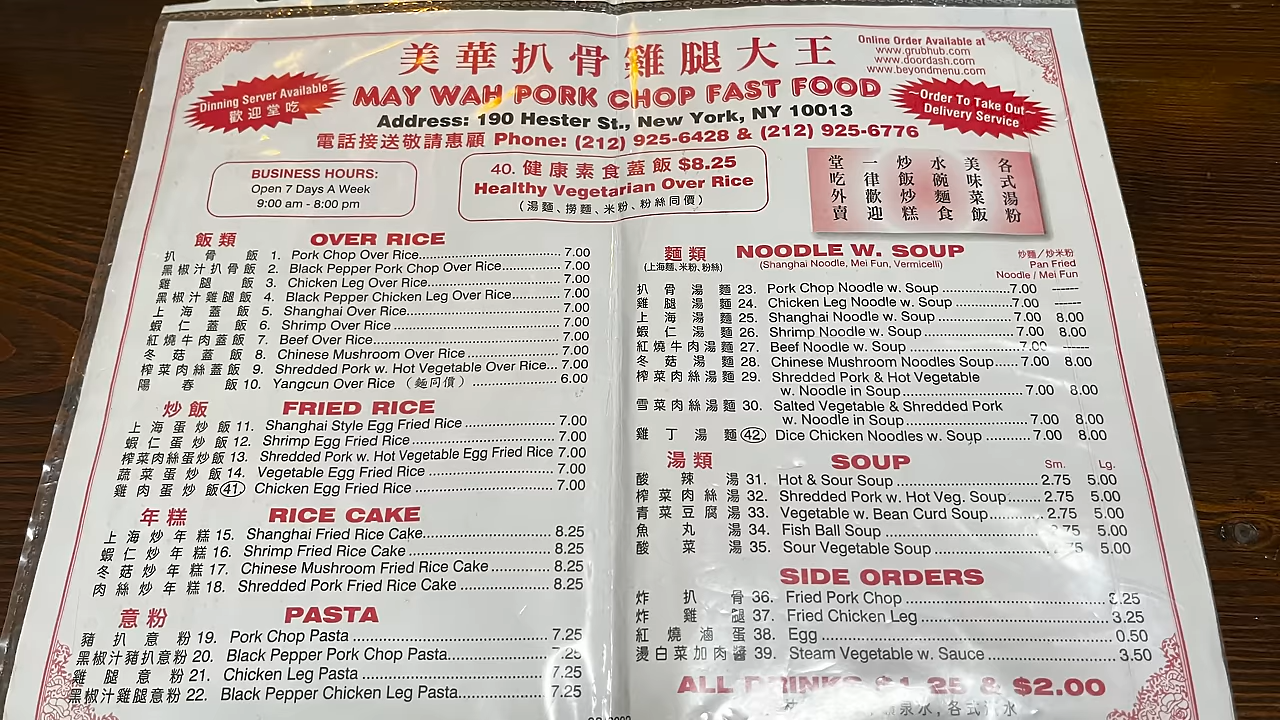 美華扒骨雞腿大王
Online Order Available at
www.grubhub.com
www.doordash.com
www.beyondmenu.com
Dinning Server Available
歡迎堂吃
MAY WAH PORK CHOP FAST FOOD
Order To Take Out~
Delivery Service
Address: 190 Hester St., New York, NY 10013
電話接送敬請惠顧 Phone: (212) 925-6428 & (212) 925-6776
BUSINESS HOURS:
Open 7 Days A Week
9:00 am - 8:00 pm
40. 健康素食蓋飯 $8.25
Healthy Vegetarian Over Rice
(湯麵、撈麵、米粉、粉絲同價)
各式湯粉
美味菜飯
水碗麵食
炒飯炒糕
一律歡迎
堂吃外賣
飯類 OVER RICE
扒骨飯 1. Pork Chop Over Rice 7.00
黑椒汁扒骨飯 2. Black Pepper Pork Chop Over Rice 7.00
雞腿飯 3. Chicken Leg Over Rice 7.00
黑椒汁雞腿飯 4. Black Pepper Chicken Leg Over Rice 7.00
上海蓋飯 5. Shanghai Over Rice 7.00
蝦仁蓋飯 6. Shrimp Over Rice 7.00
紅燒牛肉蓋飯 7. Beef Over Rice 7.00
冬菇蓋飯 8. Chinese Mushroom Over Rice 7.00
榨菜肉絲蓋飯 9. Shredded Pork w. Hot Vegetable Over Rice 7.00
陽春飯 10. Yangcun Over Rice (麵同價) 6.00
炒飯 FRIED RICE
上海蛋炒飯 11. Shanghai Style Egg Fried Rice 7.00
蝦仁蛋炒飯 12. Shrimp Egg Fried Rice 7.00
榨菜肉絲蛋炒飯 13. Shredded Pork w. Hot Vegetable Egg Fried Rice 7.00
蔬菜蛋炒飯 14. Vegetable Egg Fried Rice 7.00
雞肉蛋炒飯 41 Chicken Egg Fried Rice 7.00
年糕 RICE CAKE
上海炒年糕 15. Shanghai Fried Rice Cake 8.25
蝦仁炒年糕 16. Shrimp Fried Rice Cake 8.25
冬菇炒年糕 17. Chinese Mushroom Fried Rice Cake 8.25
肉絲炒年糕 18. Shredded Pork Fried Rice Cake 8.25
意粉 PASTA
豬扒意粉 19. Pork Chop Pasta 7.25
黑椒汁豬扒意粉 20. Black Pepper Pork Chop Pasta 7.25
雞腿意粉 21. Chicken Leg Pasta 7.25
黑椒汁雞腿意粉 22. Black Pepper Chicken Leg Pasta 7.25
麵類 NOODLE W. SOUP
(上海麵、米粉、粉絲) (Shanghai Noodle, Mei Fun, Vermicelli)
炒麵/炒米粉
Pan Fried
Noodle / Mei Fun
扒骨湯麵 23. Pork Chop Noodle w. Soup 7.00 ------
雞腿湯麵 24. Chicken Leg Noodle w. Soup 7.00 ------
上海湯麵 25. Shanghai Noodle w. Soup 7.00 8.00
蝦仁湯麵 26. Shrimp Noodle w. Soup 7.00 8.00
紅燒牛肉湯麵 27. Beef Noodle w. Soup 7.00 ------
冬菇湯麵 28. Chinese Mushroom Noodles Soup 7.00 8.00
榨菜肉絲湯麵 29. Shredded Pork & Hot Vegetable
w. Noodle in Soup 7.00 8.00
雪菜肉絲湯麵 30. Salted Vegetable & Shredded Pork
w. Noodle in Soup 7.00 8.00
雞丁湯麵 42 Dice Chicken Noodles w. Soup 7.00 8.00
湯類 SOUP Sm. Lg.
酸辣湯 31. Hot & Sour Soup 2.75 5.00
榨菜肉絲湯 32. Shredded Pork w. Hot Veg. Soup 2.75 5.00
青菜豆腐湯 33. Vegetable w. Bean Curd Soup 2.75 5.00
魚丸湯 34. Fish Ball Soup 2.75 5.00
酸菜湯 35. Sour Vegetable Soup 2.75 5.00
SIDE ORDERS
炸扒骨 36. Fried Pork Chop 3.25
炸雞腿 37. Fried Chicken Leg 3.25
紅燒滷蛋 38. Egg 0.50
燙白菜加肉醬 39. Steam Vegetable w. Sauce 3.50
ALL DRINKS $1.25 & $2.00